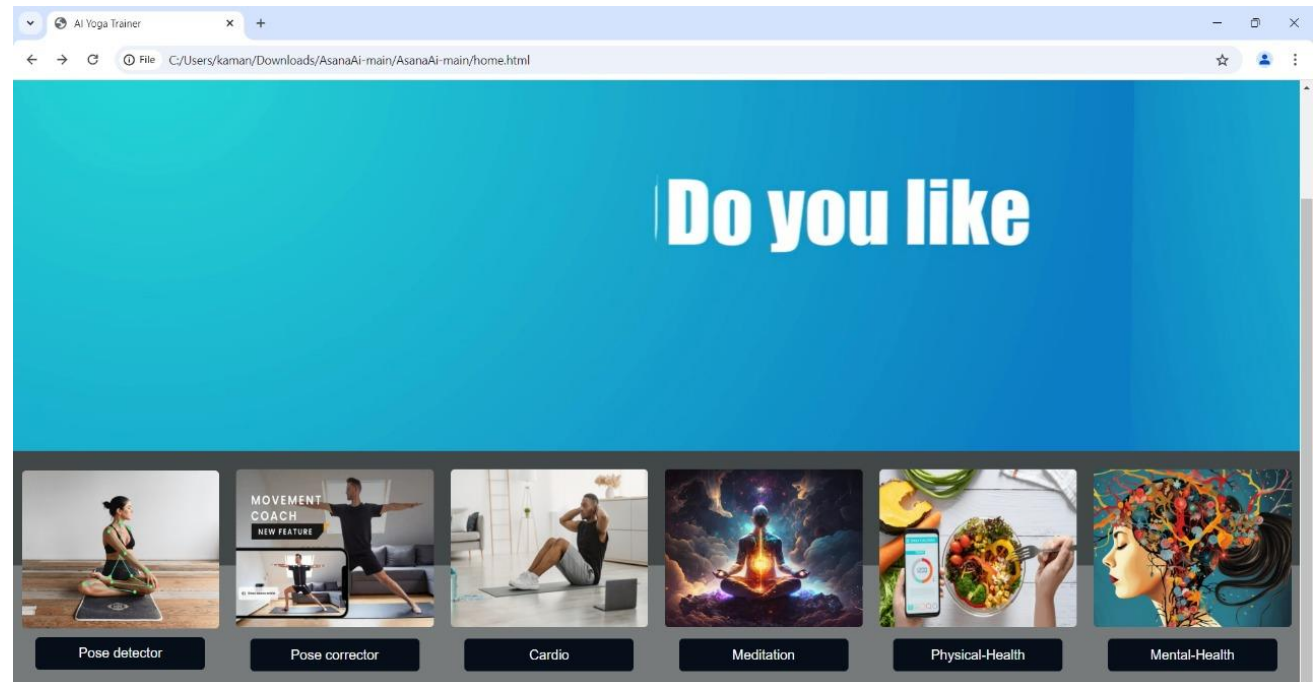 AI Yoga Trainer
File C:/Users/kaman/Downloads/AsanaAi-main/AsanaAi-main/home.html
Do you like
MOVEMENT
COACH
NEW FEATURE
Pose detector
Pose corrector
Cardio
Meditation
Physical-Health
Mental-Health